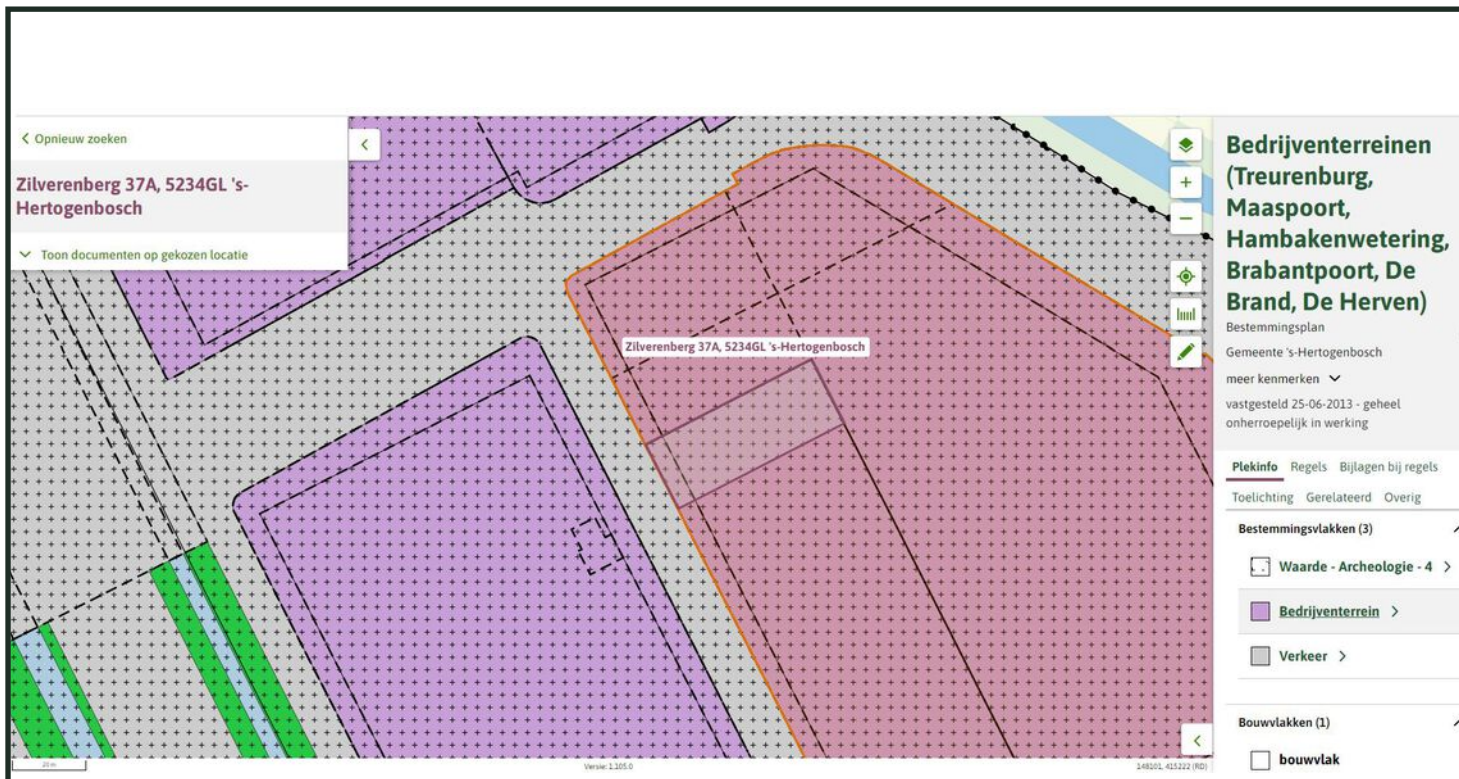 Opnieuw zoeken
Zilverenberg 37A, 5234GL 's-
Hertogenbosch
Toon documenten op gekozen locatie
Zilverenberg 37A, 5234GL 's-Hertogenbosch
20 m
Versie: 1.105.0
148101, 415222 (RD)
Bedrijventerreinen
(Treurenburg,
Maaspoort,
Hambakenwetering,
Brabantpoort, De
Brand, De Herven)
Bestemmingsplan
Gemeente 's-Hertogenbosch
meer kenmerken
vastgesteld 25-06-2013 - geheel
onherroepelijk in werking
Plekinfo Regels Bijlagen bij regels
Toelichting Gerelateerd Overig
Bestemmingsvlakken (3)
Waarde - Archeologie - 4
Bedrijventerrein
Verkeer
Bouwvlakken (1)
bouwvlak